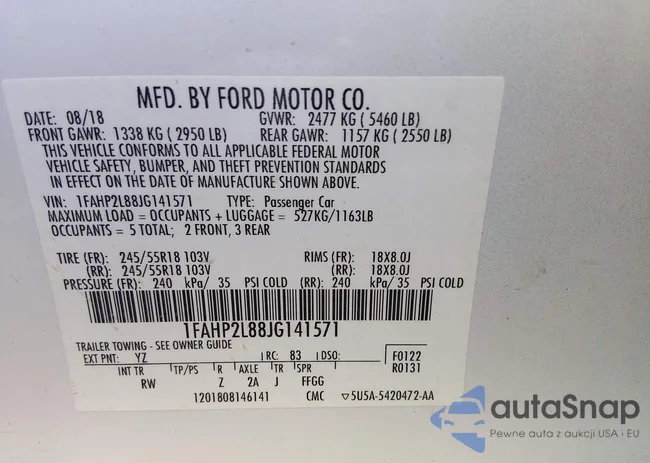 MFD. BY FORD MOTOR CO.
DATE: 08/18 GVWR: 2477 KG (5460 LB)
FRONT GAWR: 1338 KG (2950 LB) REAR GAWR: 1157 KG (2550 LB)
THIS VEHICLE CONFORMS TO ALL APPLICABLE FEDERAL MOTOR
VEHICLE SAFETY, BUMPER, AND THEFT PREVENTION STANDARDS
IN EFFECT ON THE DATE OF MANUFACTURE SHOWN ABOVE.
VIN: 1FAHP2L88JG141571 TYPE: Passenger Car
MAXIMUM LOAD = OCCUPANTS + LUGGAGE = 527KG/1163LB
OCCUPANTS = 5 TOTAL; 2 FRONT, 3 REAR
TIRE (FR): 245/55R18 103V RIMS (FR): 18X8.0J
(RR): 245/55R18 103V (RR): 18X8.0J
PRESSURE (FR): 240 kPa/ 35 PSI COLD (RR): 240 kPa/ 35 PSI COLD
1FAHP2L88JG141571
TRAILER TOWING - SEE OWNER GUIDE
EXT PNT: YZ RC: 83 DSO: F0122
INT TR TP/PS R AXLE TR SPR R0131
RW Z 2A J FFGG
1201808146141 CMC ▽5U5A-5420472-AA
autaSnap
Pewne auta z aukcji USA i EU